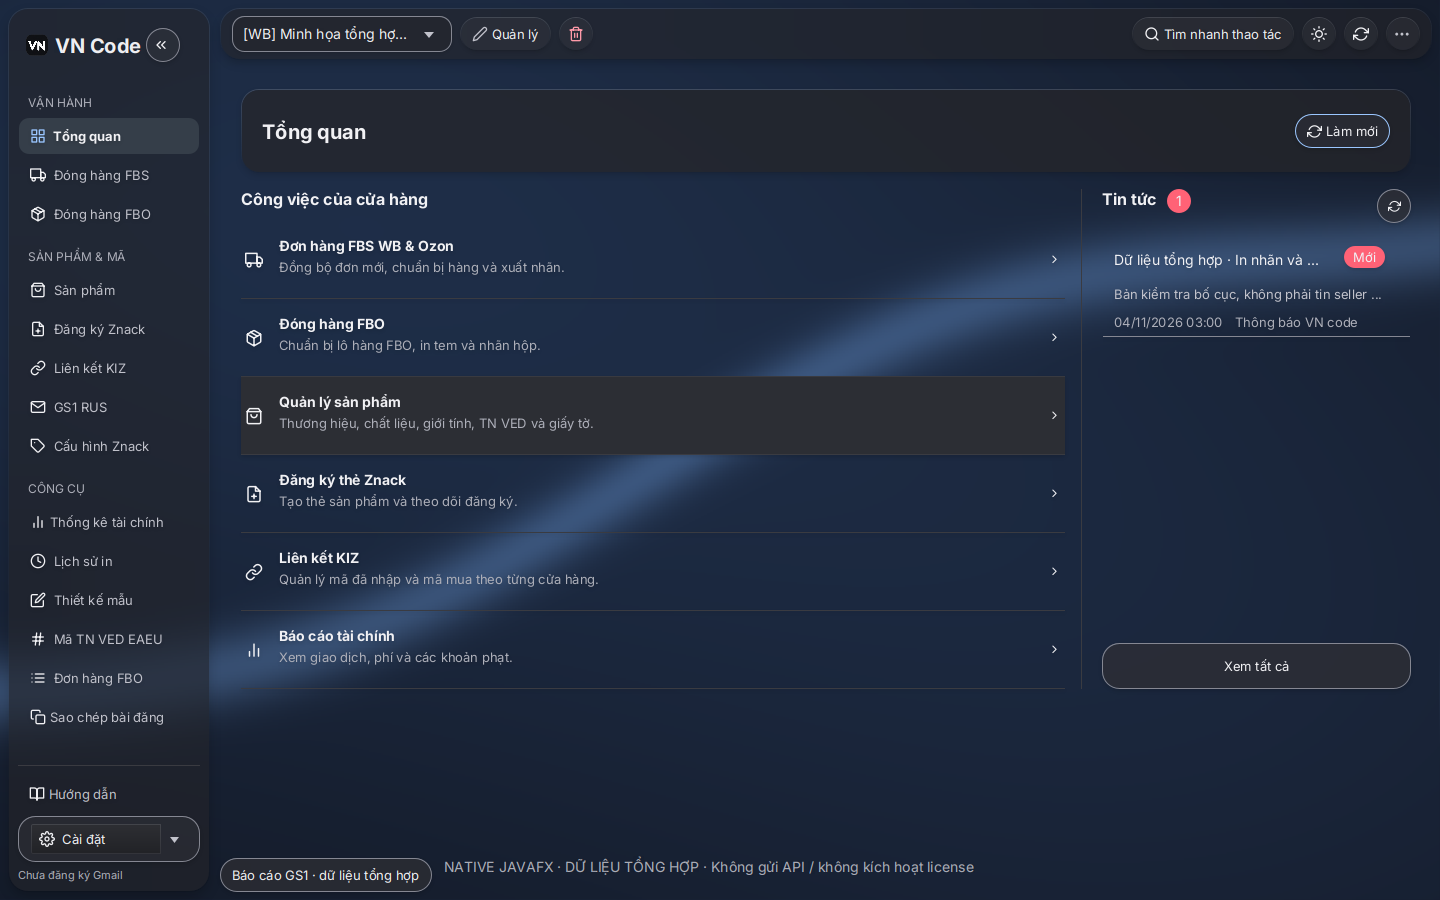 VN Code
VẬN HÀNH
Tổng quan
Đóng hàng FBS
Đóng hàng FBO
SẢN PHẨM & MÃ
Sản phẩm
Đăng ký Znack
Liên kết KIZ
GS1 RUS
Cấu hình Znack
CÔNG CỤ
Thống kê tài chính
Lịch sử in
Thiết kế mẫu
Mã TN VED EAEU
Đơn hàng FBO
Sao chép bài đăng
Hướng dẫn
Cài đặt
Chưa đăng ký Gmail
[WB] Minh họa tổng hợ...
Quản lý
Tìm nhanh thao tác
Tổng quan
Làm mới
Công việc của cửa hàng
Đơn hàng FBS WB & Ozon
Đồng bộ đơn mới, chuẩn bị hàng và xuất nhãn.
Đóng hàng FBO
Chuẩn bị lô hàng FBO, in tem và nhãn hộp.
Quản lý sản phẩm
Thương hiệu, chất liệu, giới tính, TN VED và giấy tờ.
Đăng ký thẻ Znack
Tạo thẻ sản phẩm và theo dõi đăng ký.
Liên kết KIZ
Quản lý mã đã nhập và mã mua theo từng cửa hàng.
Báo cáo tài chính
Xem giao dịch, phí và các khoản phạt.
Tin tức 1
Dữ liệu tổng hợp · In nhãn và ... Mới
Bản kiểm tra bố cục, không phải tin seller ...
04/11/2026 03:00 Thông báo VN code
Xem tất cả
Báo cáo GS1 · dữ liệu tổng hợp
NATIVE JAVAFX · DỮ LIỆU TỔNG HỢP · Không gửi API / không kích hoạt license